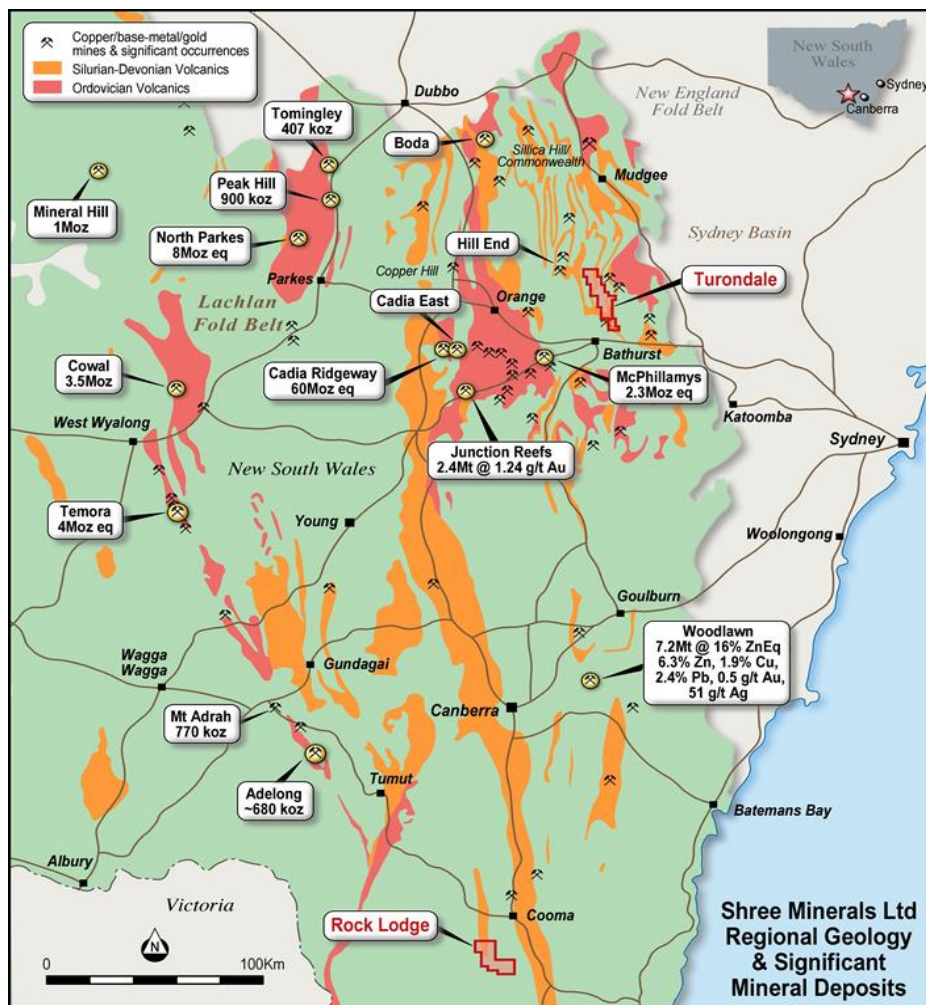 Copper/base-metal/gold
mines & significant occurrences
Silurian-Devonian Volcanics
Ordovician Volcanics
New South
Wales
Sydney
Canberra
New England
Fold Belt
Dubbo
Tomingley
407 koz
Boda
Sillica Hill/
Commonwealth
Mudgee
Peak Hill
900 koz
Mineral Hill
1Moz
North Parkes
8Moz eq
Hill End
Sydney Basin
Copper Hill
Parkes
Turondale
Lachlan
Fold Belt
Orange
Cadia East
Bathurst
Cadia Ridgeway
60Moz eq
McPhillamys
2.3Moz eq
Cowal
3.5Moz
Katoomba
West Wyalong
Sydney
Junction Reefs
2.4Mt @ 1.24 g/t Au
New South Wales
Temora
4Moz eq
Young
Woolongong
Goulburn
Woodlawn
7.2Mt @ 16% ZnEq
6.3% Zn, 1.9% Cu,
2.4% Pb, 0.5 g/t Au,
51 g/t Ag
Wagga
Wagga
Gundagai
Canberra
Mt Adrah
770 koz
Adelong
~680 koz
Tumut
Batemans Bay
Albury
Victoria
Rock Lodge
Cooma
N
0
100Km
Shree Minerals Ltd
Regional Geology
& Significant
Mineral Deposits